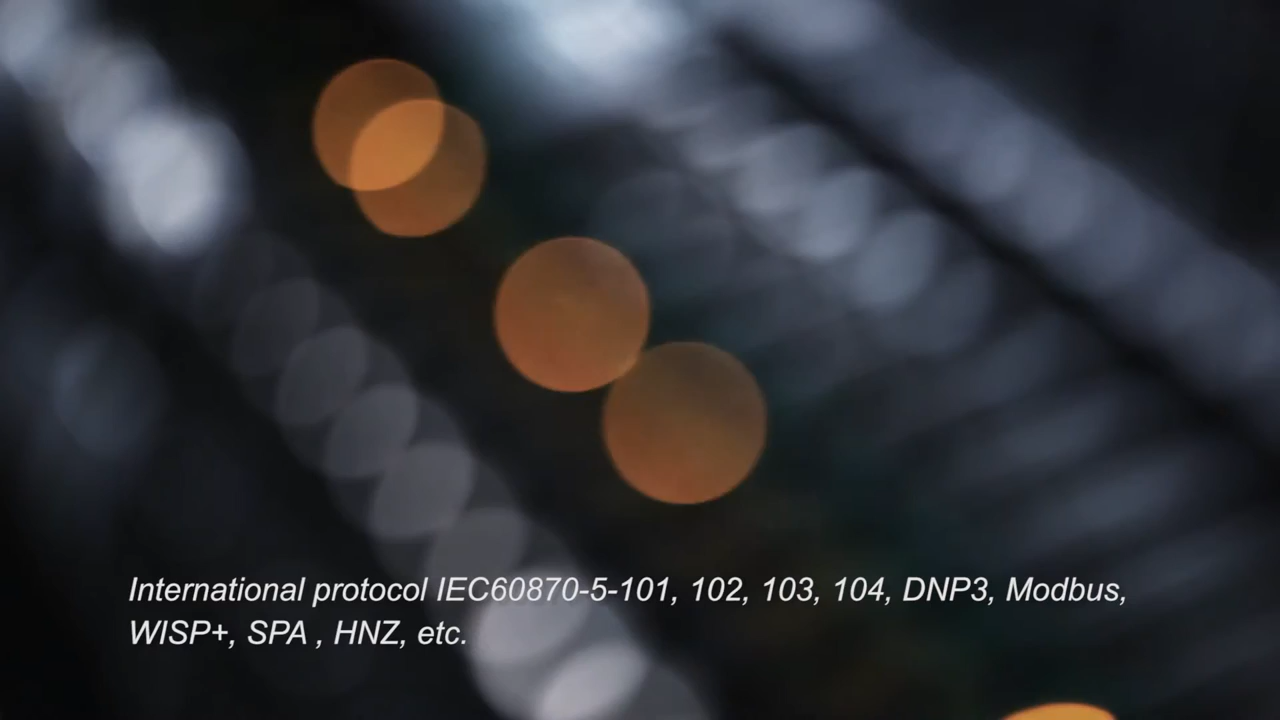 International protocol IEC60870-5-101, 102, 103, 104, DNP3, Modbus,
WISP+, SPA , HNZ, etc.